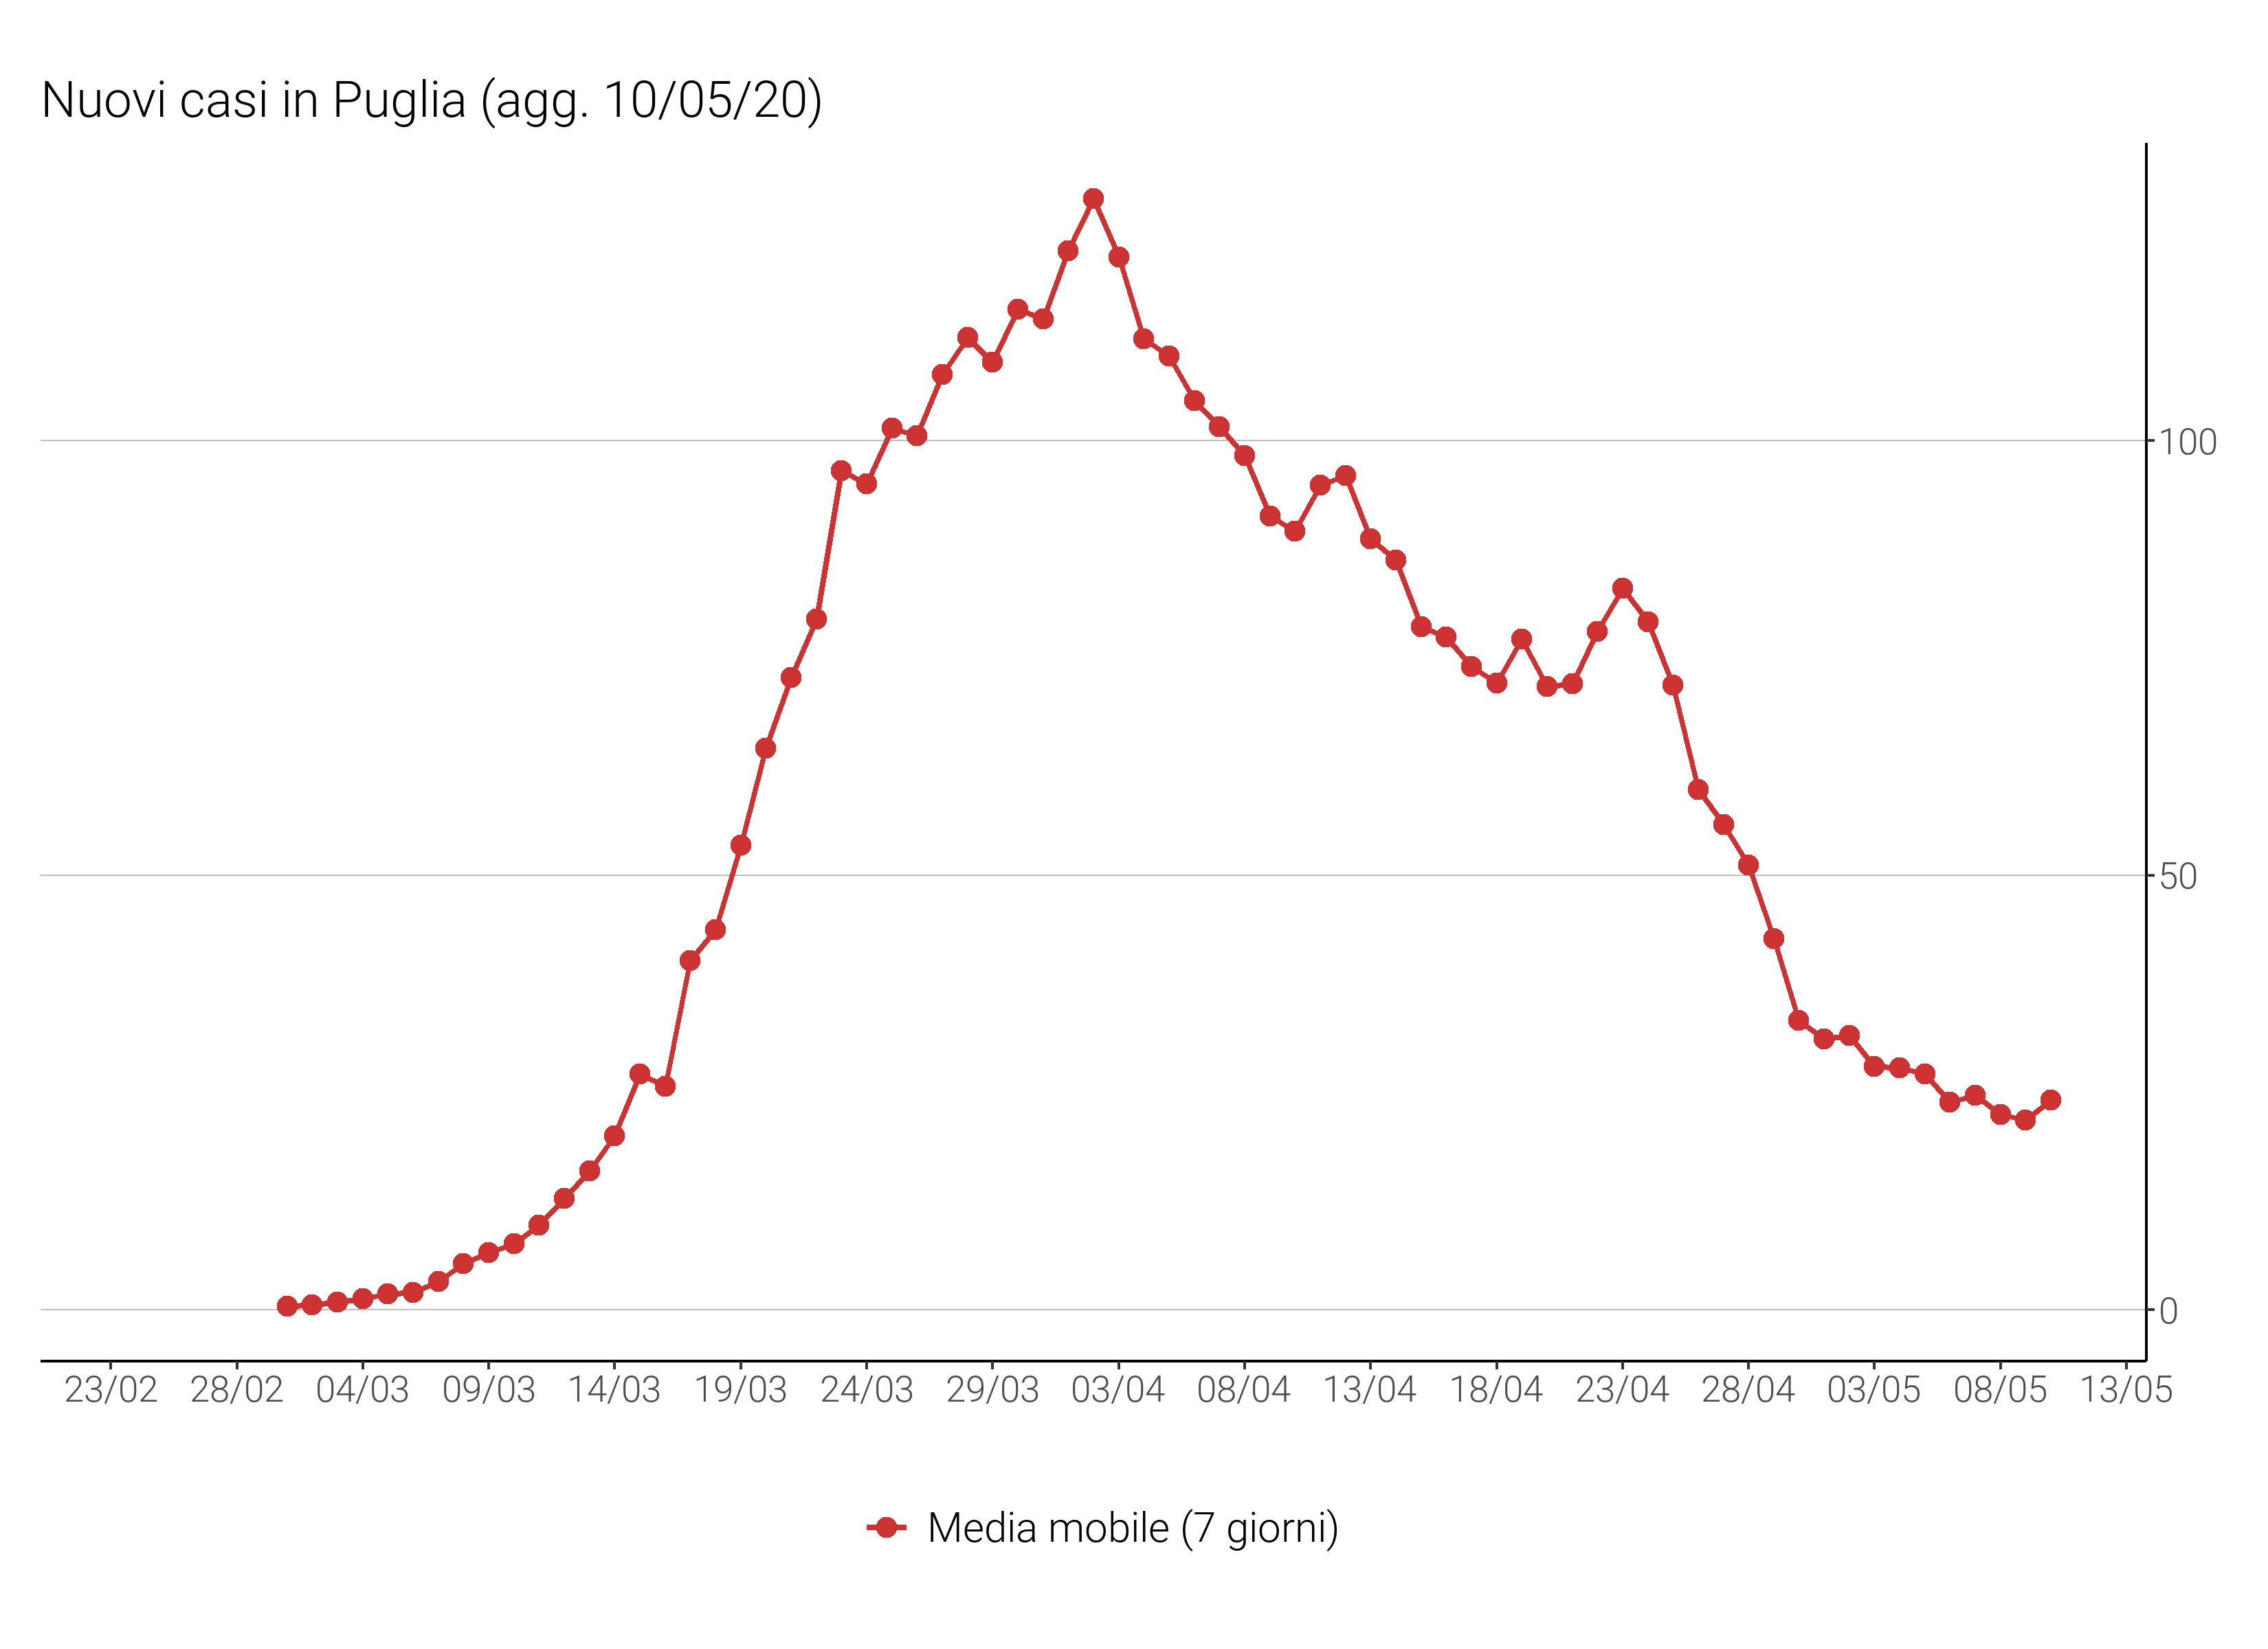 Nuovi casi in Puglia (agg. 10/05/20)
100
50
0
23/02 28/02 04/03 09/03 14/03 19/03 24/03 29/03 03/04 08/04 13/04 18/04 23/04 28/04 03/05 08/05 13/05
Media mobile (7 giorni)